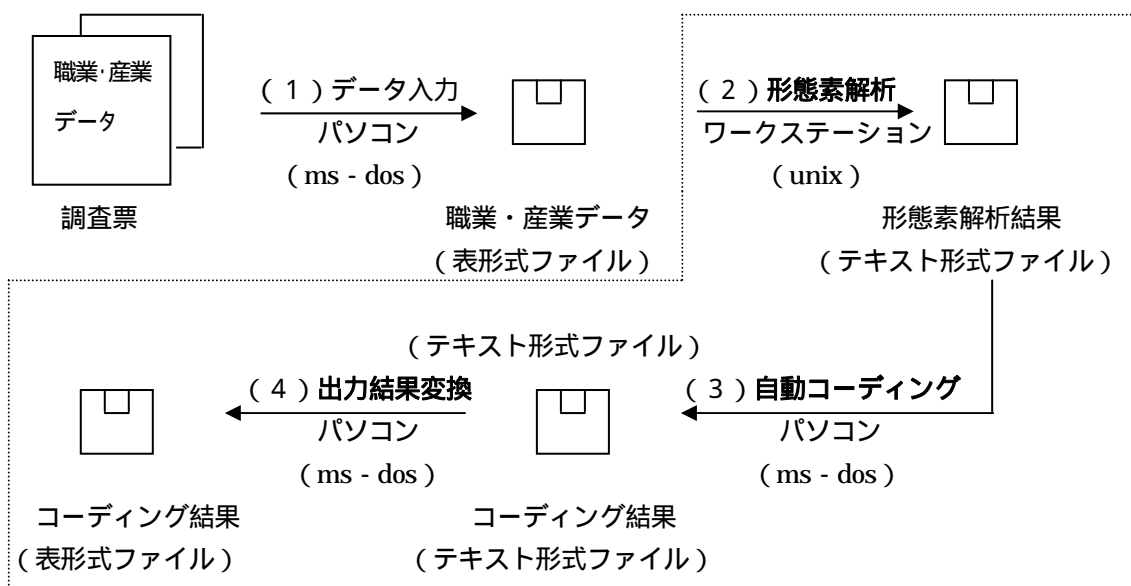 職業・産業
データ
調査票
(1)データ入力
パソコン
(ms - dos)
職業・産業データ
(表形式ファイル)
(2)形態素解析
ワークステーション
(unix)
形態素解析結果
(テキスト形式ファイル)
(テキスト形式ファイル)
(3)自動コーディング
パソコン
(ms - dos)
コーディング結果
(テキスト形式ファイル)
(4)出力結果変換
パソコン
(ms - dos)
コーディング結果
(表形式ファイル)